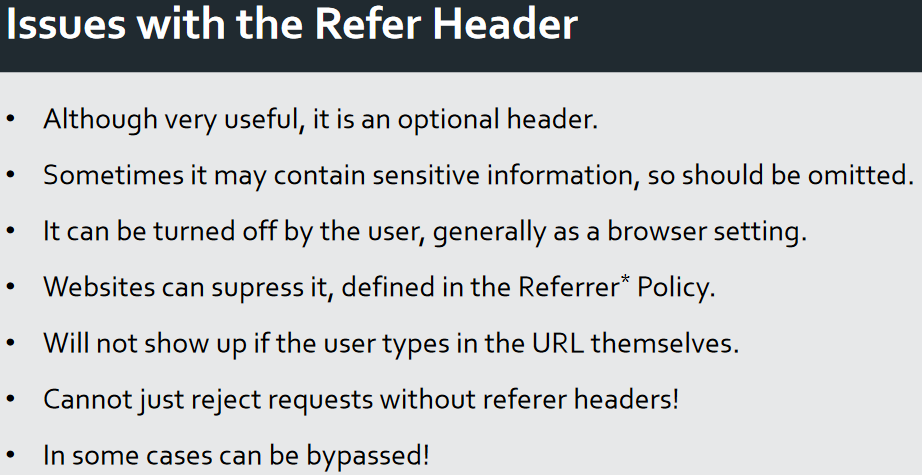 Issues with the Refer Header
• Although very useful, it is an optional header.
• Sometimes it may contain sensitive information, so should be omitted.
• It can be turned off by the user, generally as a browser setting.
• Websites can supress it, defined in the Referrer* Policy.
• Will not show up if the user types in the URL themselves.
• Cannot just reject requests without referer headers!
• In some cases can be bypassed!